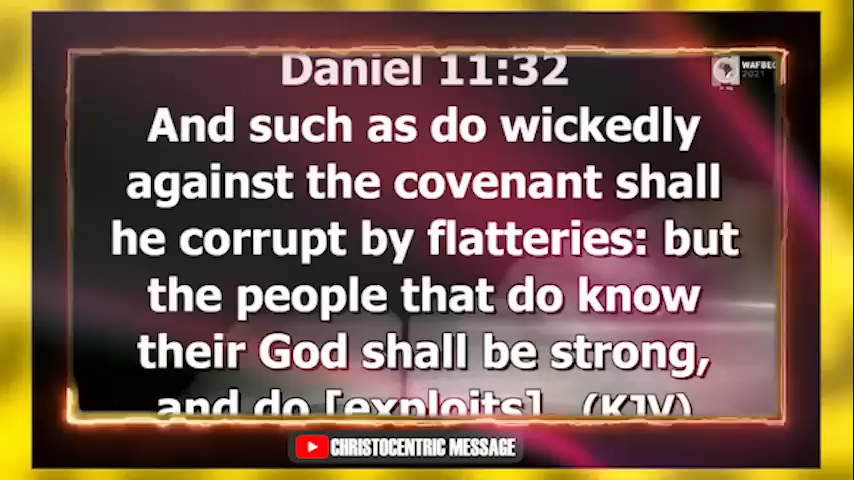 Daniel 11:32
WAFBEC
2021
And such as do wickedly
against the covenant shall
he corrupt by flatteries: but
the people that do know
their God shall be strong,
and do [exploits]. (KJV)
CHRISTOCENTRIC MESSAGE